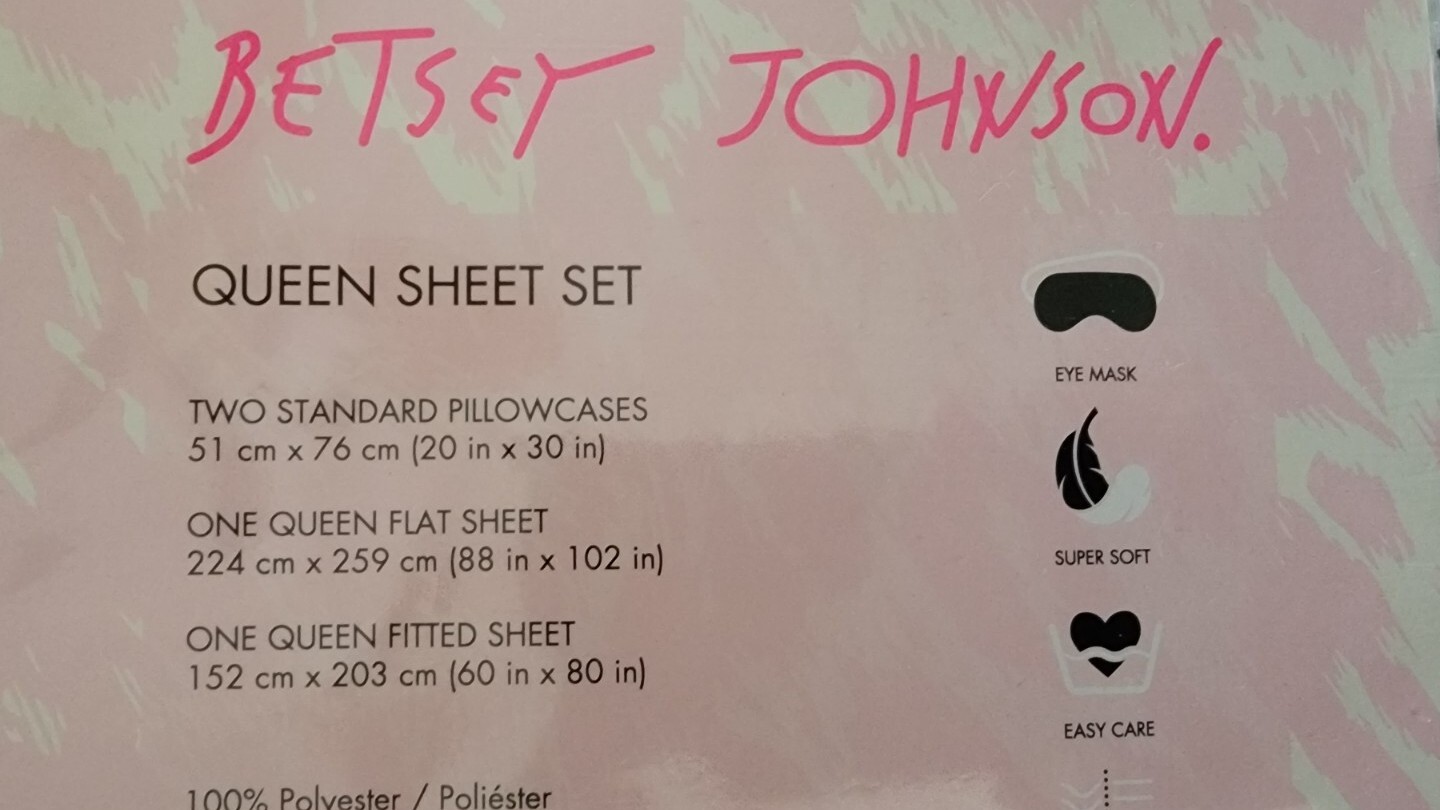 BETSEY JOHNSON.
QUEEN SHEET SET
TWO STANDARD PILLOWCASES
51 cm x 76 cm (20 in x 30 in)
ONE QUEEN FLAT SHEET
224 cm x 259 cm (88 in x 102 in)
ONE QUEEN FITTED SHEET
152 cm x 203 cm (60 in x 80 in)
100% Polyester / Poliéster
EYE MASK
SUPER SOFT
EASY CARE